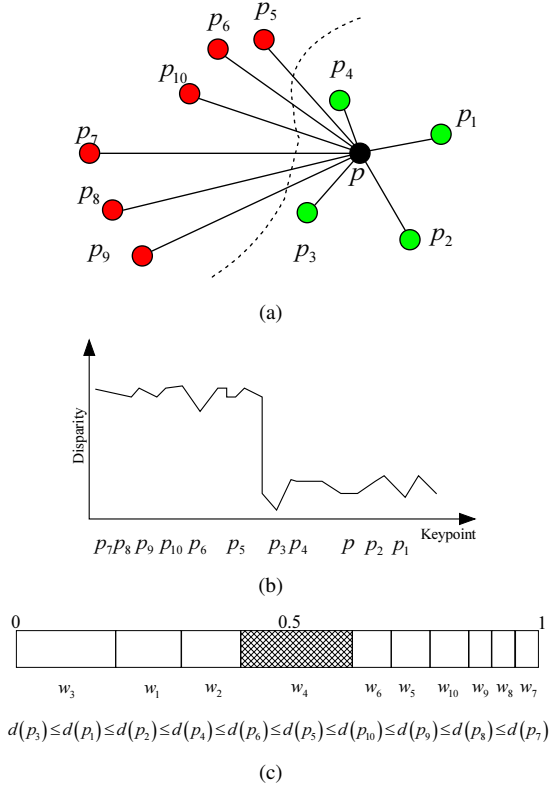 p5
p6
p4
p10
p1
p7
p
p8
p2
p3
p9
(a)
Disparity
Keypoint
p7 p8 p9 p10 p6 p5 p3 p4 p p2 p1
(b)
0 0.5 1
w3 w1 w2 w4 w6 w5 w10 w9 w8 w7
d(p3)≤d(p1)≤d(p2)≤d(p4)≤d(p6)≤d(p5)≤d(p10)≤d(p9)≤d(p8)≤d(p7)
(c)